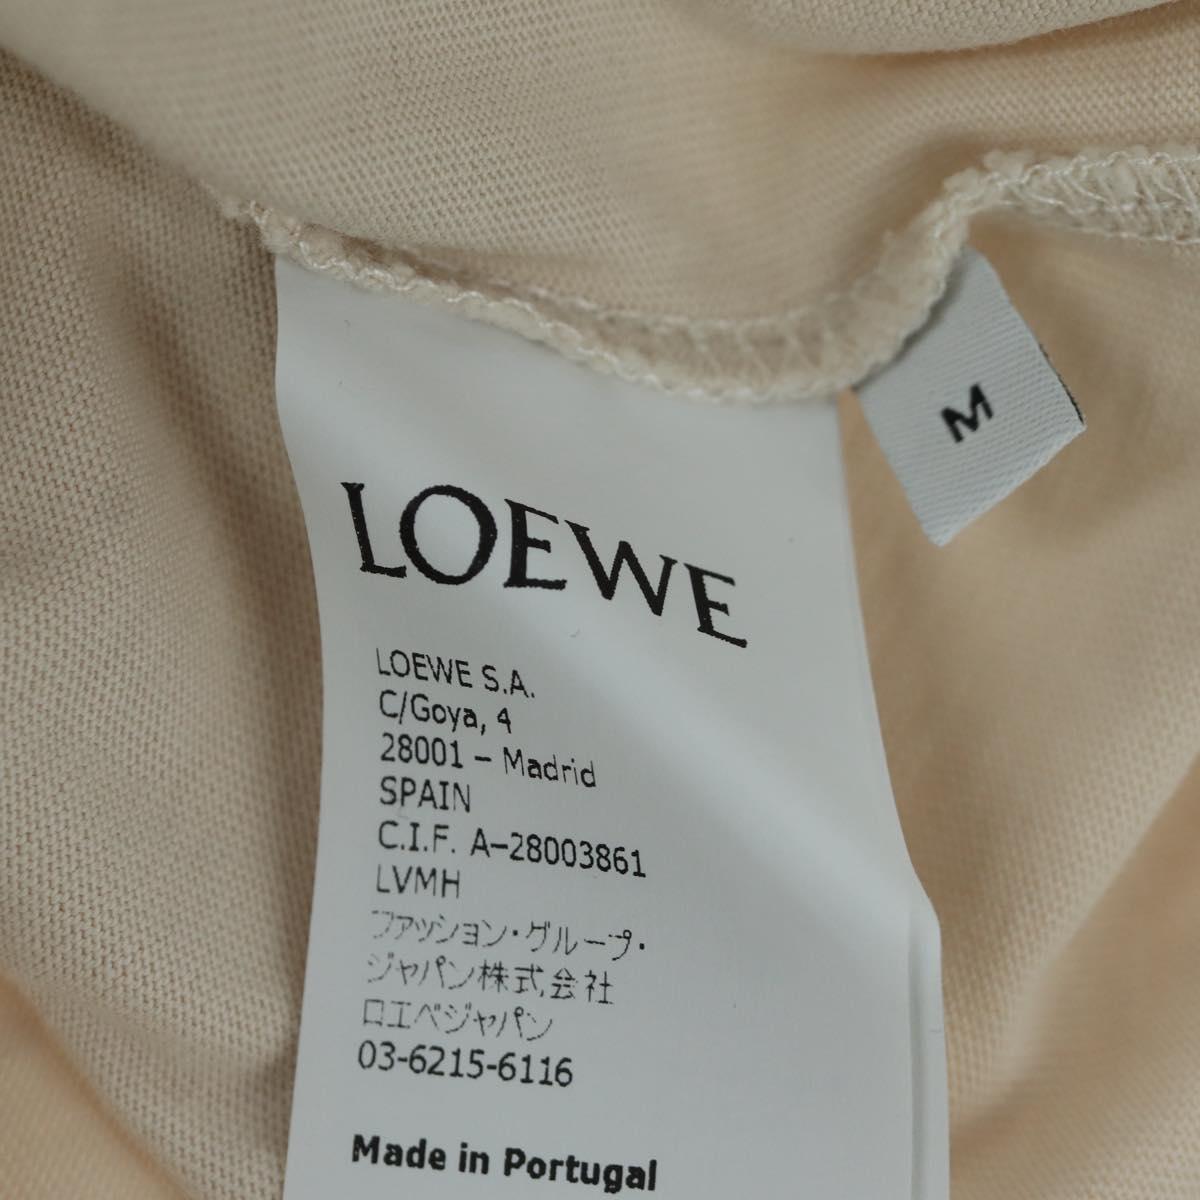 LOEWE
M
LOEWE S.A.
C/Goya, 4
28001 – Madrid
SPAIN
C.I.F. A–28003861
LVMH
ファッション・グループ・
ジャパン株式会社
ロエベジャパン
03-6215-6116
Made in Portugal